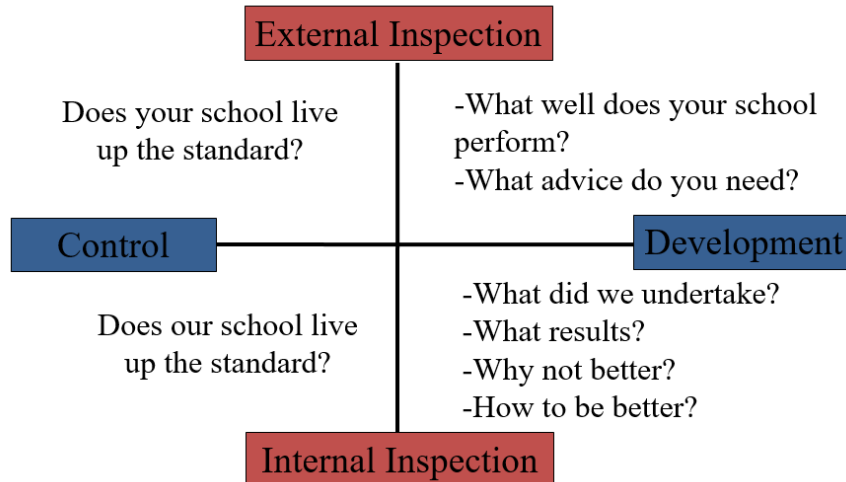 External Inspection
Does your school live
up the standard?
-What well does your school
perform?
-What advice do you need?
Control
Development
Does our school live
up the standard?
-What did we undertake?
-What results?
-Why not better?
-How to be better?
Internal Inspection